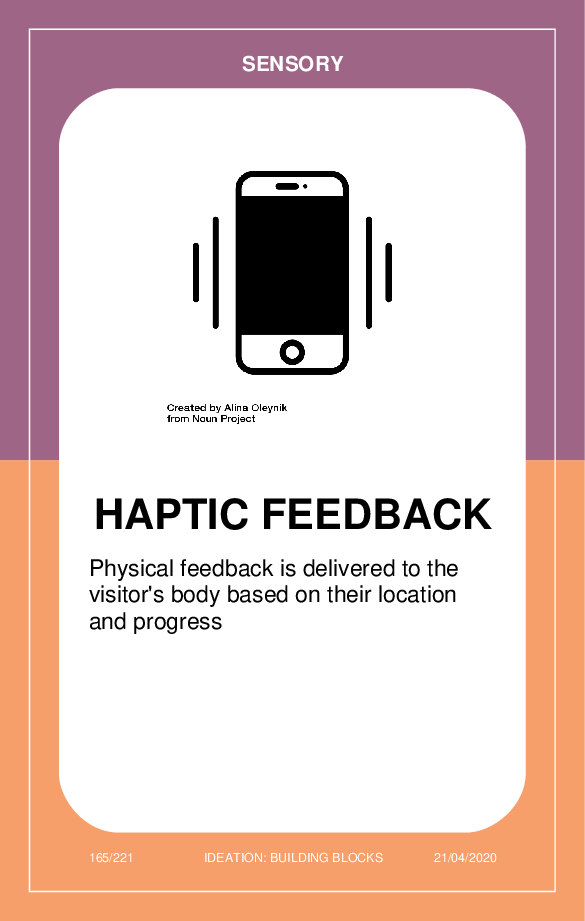 SENSORY
Created by Alina Oleynik
from Noun Project
HAPTIC FEEDBACK
Physical feedback is delivered to the
visitor's body based on their location
and progress
165/221 IDEATION: BUILDING BLOCKS 21/04/2020